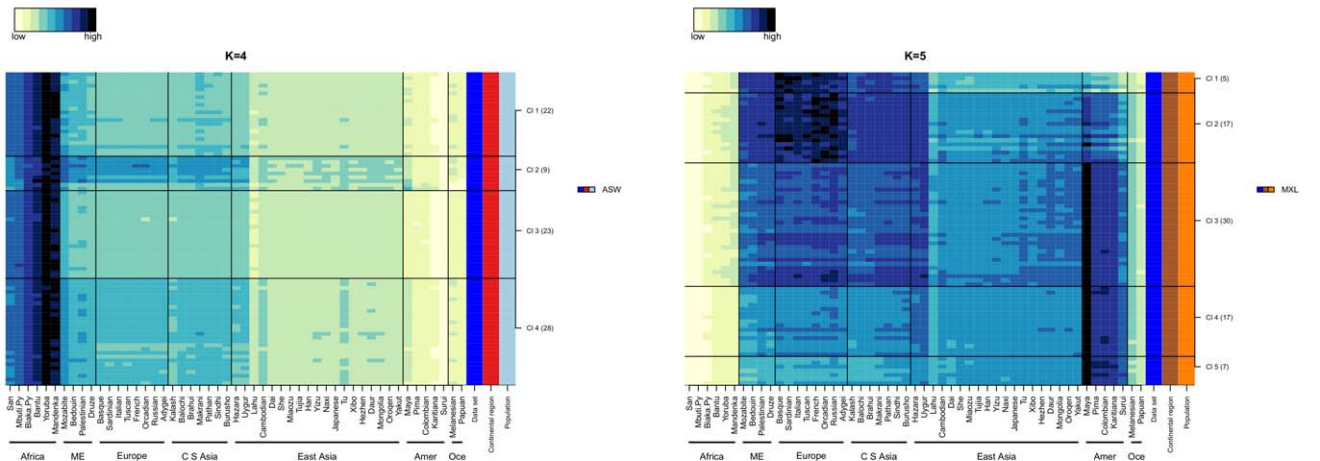 low high
K=4
Cl 1 (22)
Cl 2 (9)
Cl 3 (23)
Cl 4 (28)
ASW
San
Mbuti.Py
Biaka.Py
Bantu
Yoruba
Mandenka
Mozabite
Bedouin
Palestinian
Druze
Basque
Sardinian
Italian
Tuscan
French
Orcadian
Russian
Adygei
Kalash
Balochi
Brahui
Makrani
Pathan
Sindhi
Burusho
Hazara
Uygur
Lahu
Cambodian
Dai
She
Miaozu
Tujia
Han
Yizu
Naxi
Japanese
Tu
Xibo
Hezhen
Daur
Mongolia
Oroqen
Yakut
Maya
Pima
Colombian
Karitiana
Surui
Melanesian
Papuan
Data set
Continental region
Population
Africa ME Europe C S Asia East Asia Amer Oce
low high
K=5
Cl 1 (5)
Cl 2 (17)
Cl 3 (30)
Cl 4 (17)
Cl 5 (7)
MXL
San
Mbuti.Py
Biaka.Py
Bantu
Yoruba
Mandenka
Mozabite
Bedouin
Palestinian
Druze
Basque
Sardinian
Italian
Tuscan
French
Orcadian
Russian
Adygei
Kalash
Balochi
Brahui
Makrani
Pathan
Sindhi
Burusho
Hazara
Uygur
Lahu
Cambodian
Dai
She
Miaozu
Tujia
Han
Yizu
Naxi
Japanese
Tu
Xibo
Hezhen
Daur
Mongolia
Oroqen
Yakut
Maya
Pima
Colombian
Karitiana
Surui
Melanesian
Papuan
Data set
Continental region
Population
Africa ME Europe C S Asia East Asia Amer Oce